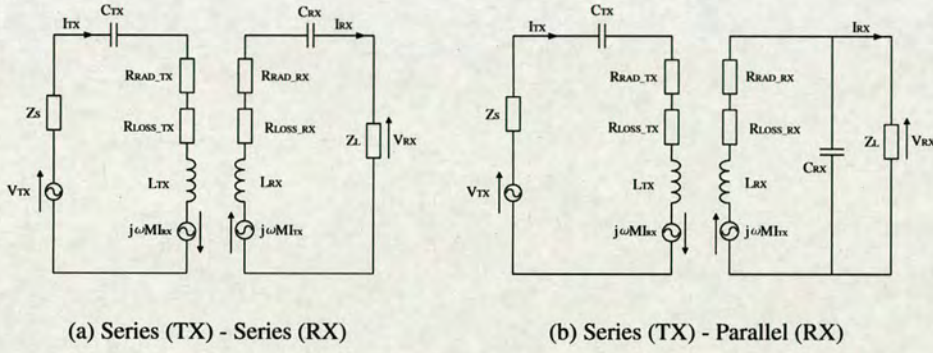 ITX CTX CRX IRX
RRAD_TX RRAD_RX
ZS RLOSS_TX RLOSS_RX ZL VRX
VTX LTX LRX
jωMIRX jωMITX
(a) Series (TX) - Series (RX)
ITX CTX IRX
RRAD_TX RRAD_RX
ZS RLOSS_TX RLOSS_RX ZL VRX
CRX
VTX LTX LRX
jωMIRX jωMITX
(b) Series (TX) - Parallel (RX)